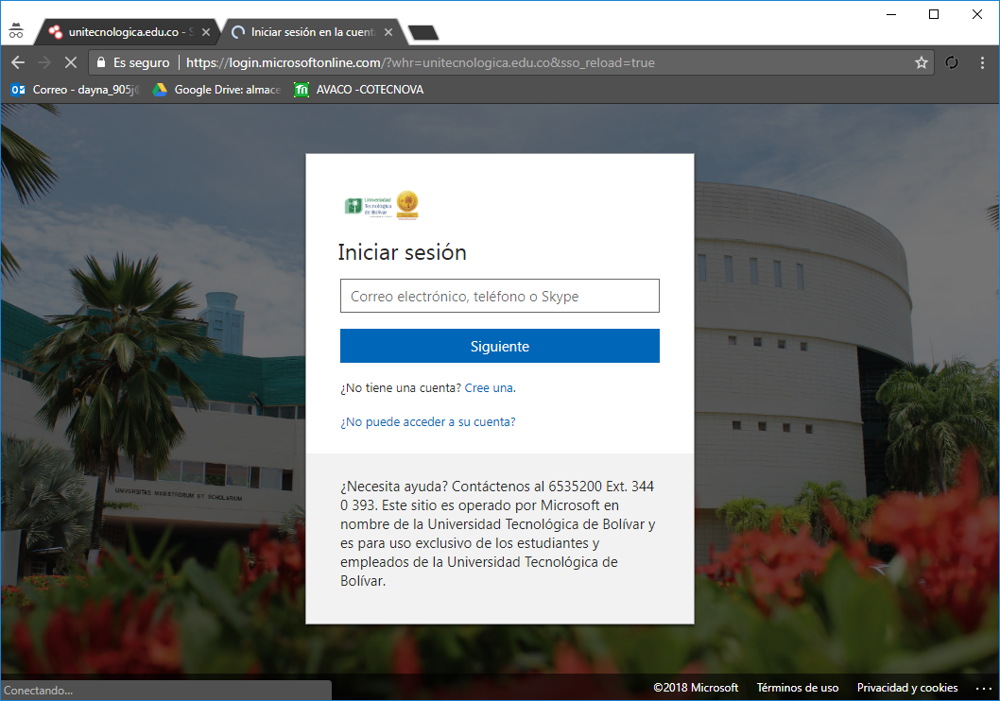 unitecnologica.edu.co - S
Iniciar sesión en la cuent
Es seguro
https://login.microsoftonline.com/?whr=unitecnologica.edu.co&sso_reload=true
Correo - dayna_905j@
Google Drive: almace
AVACO -COTECNOVA
Universidad
Tecnológica
de Bolívar
Iniciar sesión
Correo electrónico, teléfono o Skype
Siguiente
¿No tiene una cuenta? Cree una.
¿No puede acceder a su cuenta?
UNIVERSITAS MAGISTRORUM ET SCHOLARIUM
¿Necesita ayuda? Contáctenos al 6535200 Ext. 344
0 393. Este sitio es operado por Microsoft en
nombre de la Universidad Tecnológica de Bolívar y
es para uso exclusivo de los estudiantes y
empleados de la Universidad Tecnológica de
Bolívar.
Conectando...
©2018 Microsoft
Términos de uso
Privacidad y cookies
...